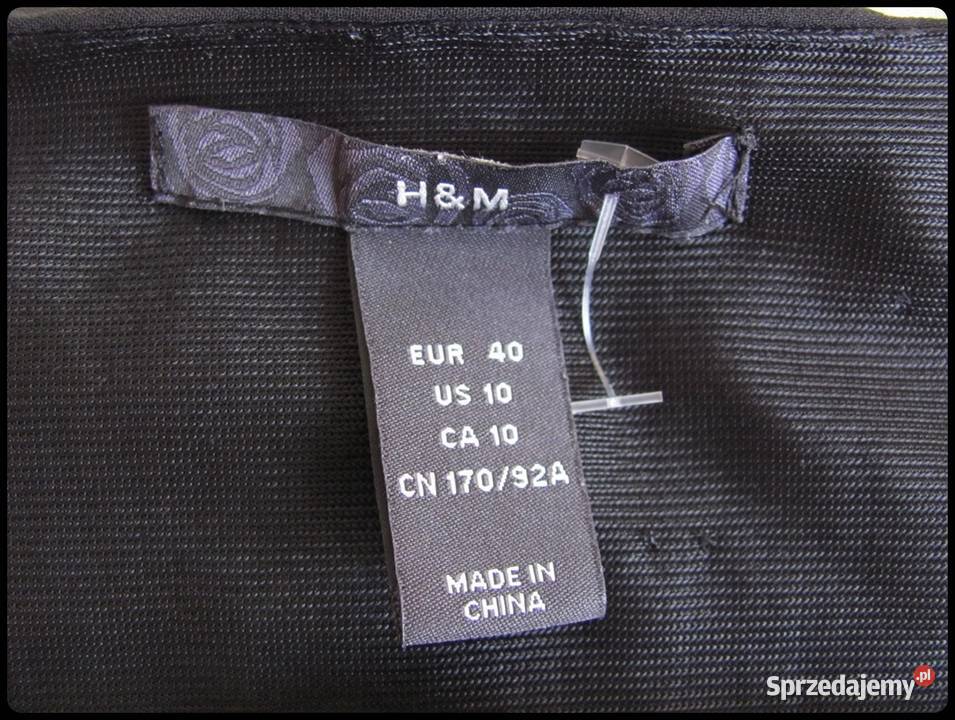 H&M
EUR 40
US 10
CA 10
CN 170/92A
MADE IN
CHINA
Sprzedajemy.pl